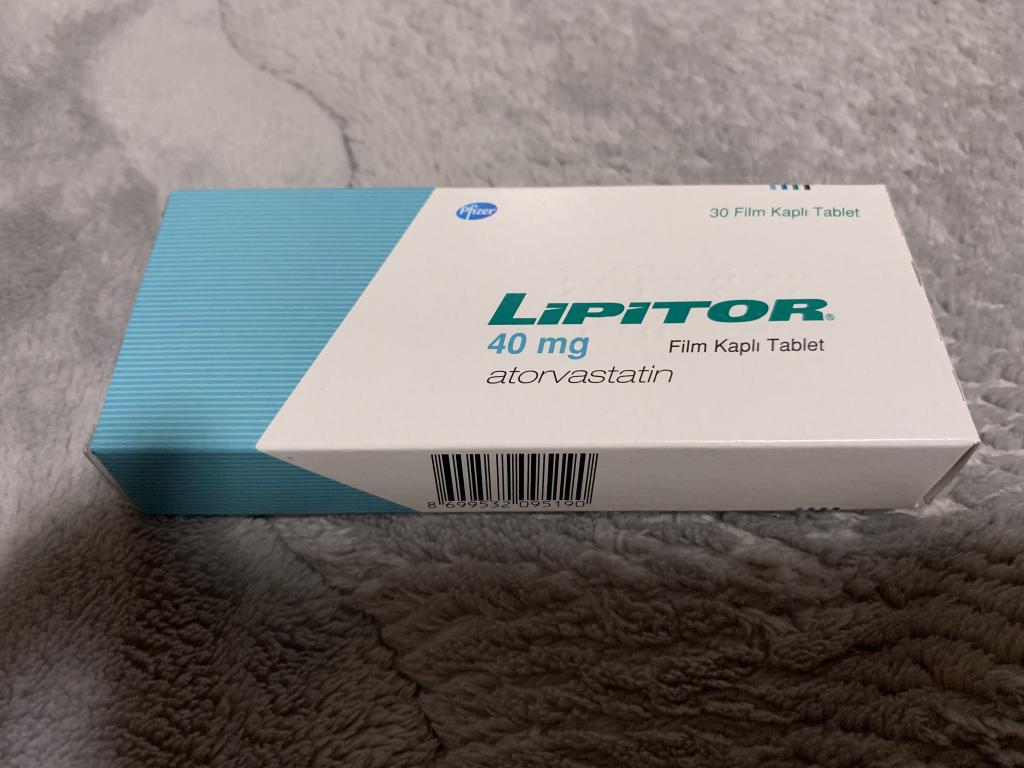 Pfizer
30 Film Kaplı Tablet
LIPITOR®
40 mg
Film Kaplı Tablet
atorvastatin
8 699532 095190